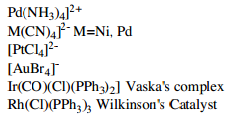 Pd(NH₃)₄]²⁺
M(CN)₄]²⁻ M=Ni, Pd
[PtCl₄]²⁻
[AuBr₄]⁻
Ir(CO)(Cl)(PPh₃)₂] Vaska's complex
Rh(Cl)(PPh₃)₃ Wilkinson's Catalyst